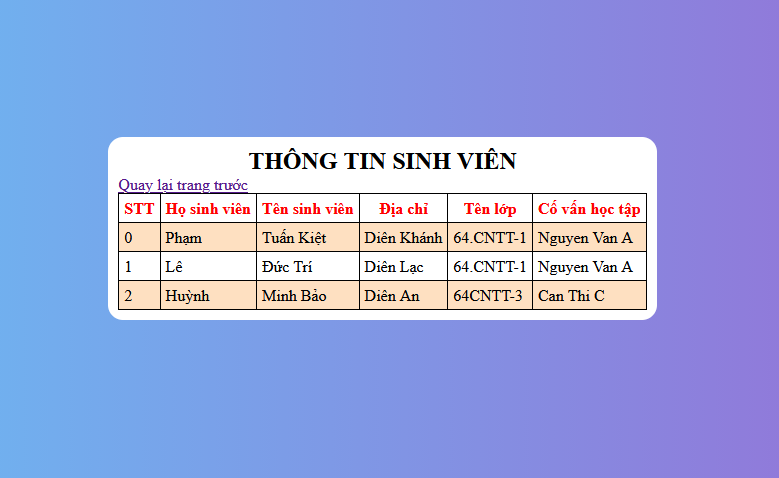 THÔNG TIN SINH VIÊN
Quay lại trang trước
STT Họ sinh viên Tên sinh viên Địa chỉ Tên lớp Cố vấn học tập
0 Phạm Tuấn Kiệt Diên Khánh 64.CNTT-1 Nguyen Van A
1 Lê Đức Trí Diên Lạc 64.CNTT-1 Nguyen Van A
2 Huỳnh Minh Bảo Diên An 64CNTT-3 Can Thi C